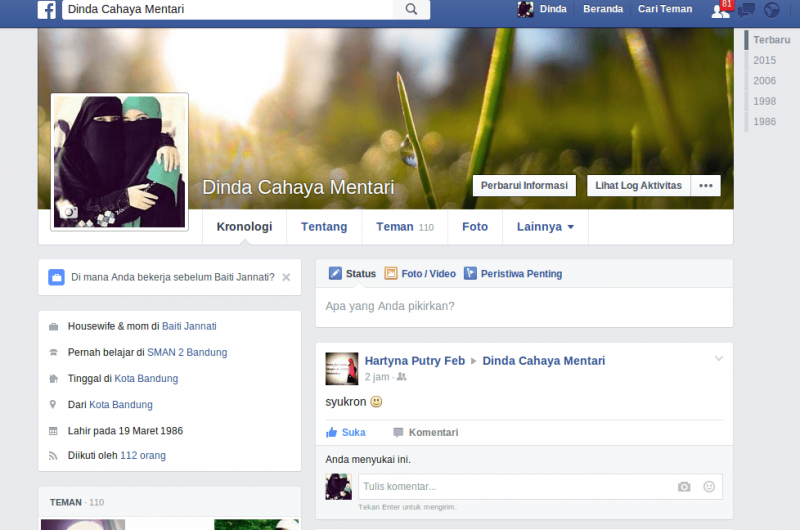 f
Dinda Cahaya Mentari
Dinda
Beranda
Cari Teman
81
Terbaru
2015
2006
1998
1986
Dinda Cahaya Mentari
Perbarui Informasi
Lihat Log Aktivitas
Kronologi
Tentang
Teman 110
Foto
Lainnya
Di mana Anda bekerja sebelum Baiti Jannati?
Housewife & mom di Baiti Jannati
Pernah belajar di SMAN 2 Bandung
Tinggal di Kota Bandung
Dari Kota Bandung
Lahir pada 19 Maret 1986
Diikuti oleh 112 orang
TEMAN · 110
Status
Foto / Video
Peristiwa Penting
Apa yang Anda pikirkan?
Hartyna Putry Feb ▸ Dinda Cahaya Mentari
2 jam ·
syukron
Suka
Komentari
Anda menyukai ini.
Tulis komentar...
Tekan Enter untuk mengirim..